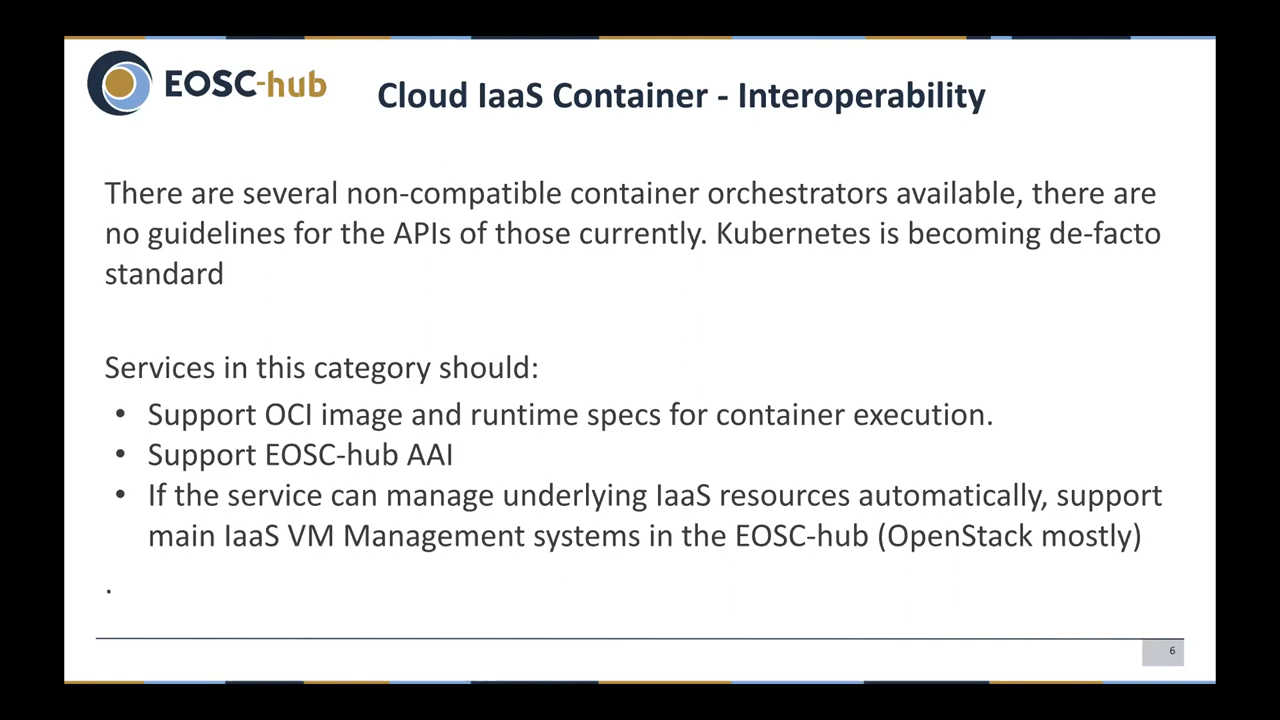 EOSC-hub
Cloud IaaS Container - Interoperability
There are several non-compatible container orchestrators available, there are
no guidelines for the APIs of those currently. Kubernetes is becoming de-facto
standard
Services in this category should:
• Support OCI image and runtime specs for container execution.
• Support EOSC-hub AAI
• If the service can manage underlying IaaS resources automatically, support
main IaaS VM Management systems in the EOSC-hub (OpenStack mostly)
.
6